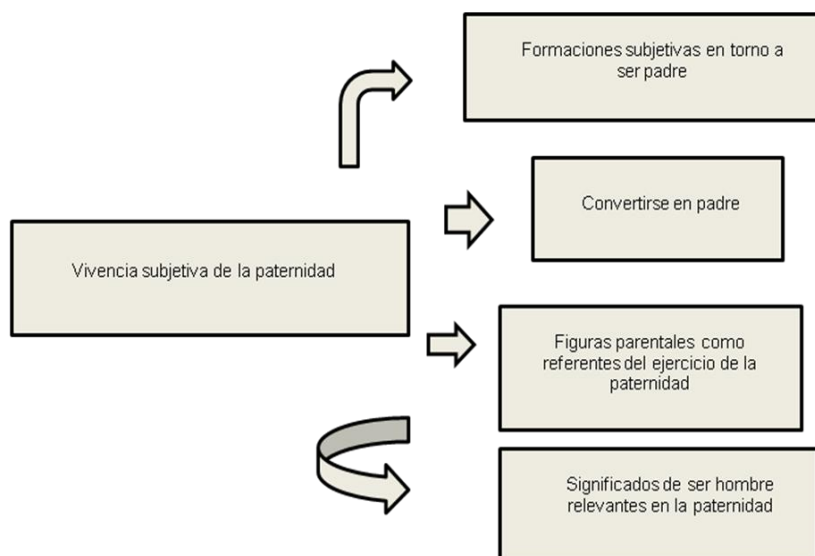 Formaciones subjetivas en torno a
ser padre
Convertirse en padre
Vivencia subjetiva de la paternidad
Figuras parentales como
referentes del ejercicio de la
paternidad
Significados de ser hombre
relevantes en la paternidad